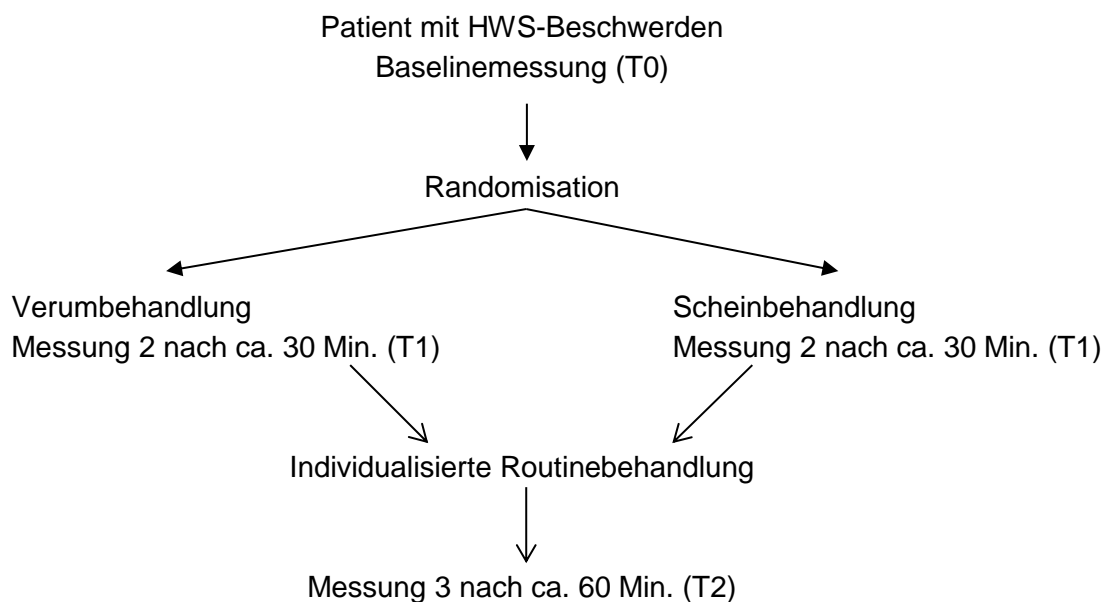 Patient mit HWS-Beschwerden
Baselinemessung (T0)
Randomisation
Verumbehandlung
Messung 2 nach ca. 30 Min. (T1)
Scheinbehandlung
Messung 2 nach ca. 30 Min. (T1)
Individualisierte Routinebehandlung
Messung 3 nach ca. 60 Min. (T2)